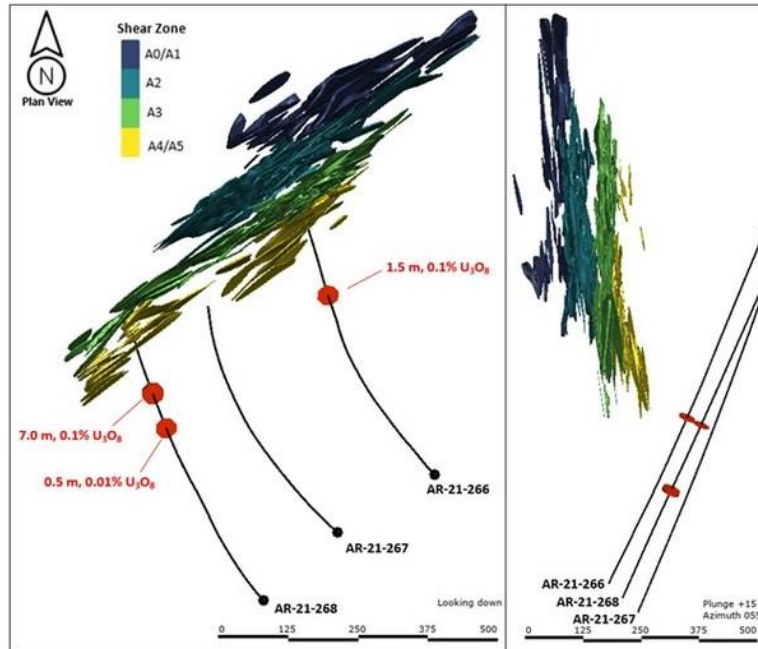 Shear Zone
A0/A1
A2
A3
A4/A5
N
Plan View
1.5 m, 0.1% U₃O₈
7.0 m, 0.1% U₃O₈
0.5 m, 0.01% U₃O₈
AR-21-266
AR-21-267
AR-21-268
Looking down
0 125 250 375 500
AR-21-266
AR-21-268
AR-21-267
Plunge +15
Azimuth 055
0 125 250 375 500